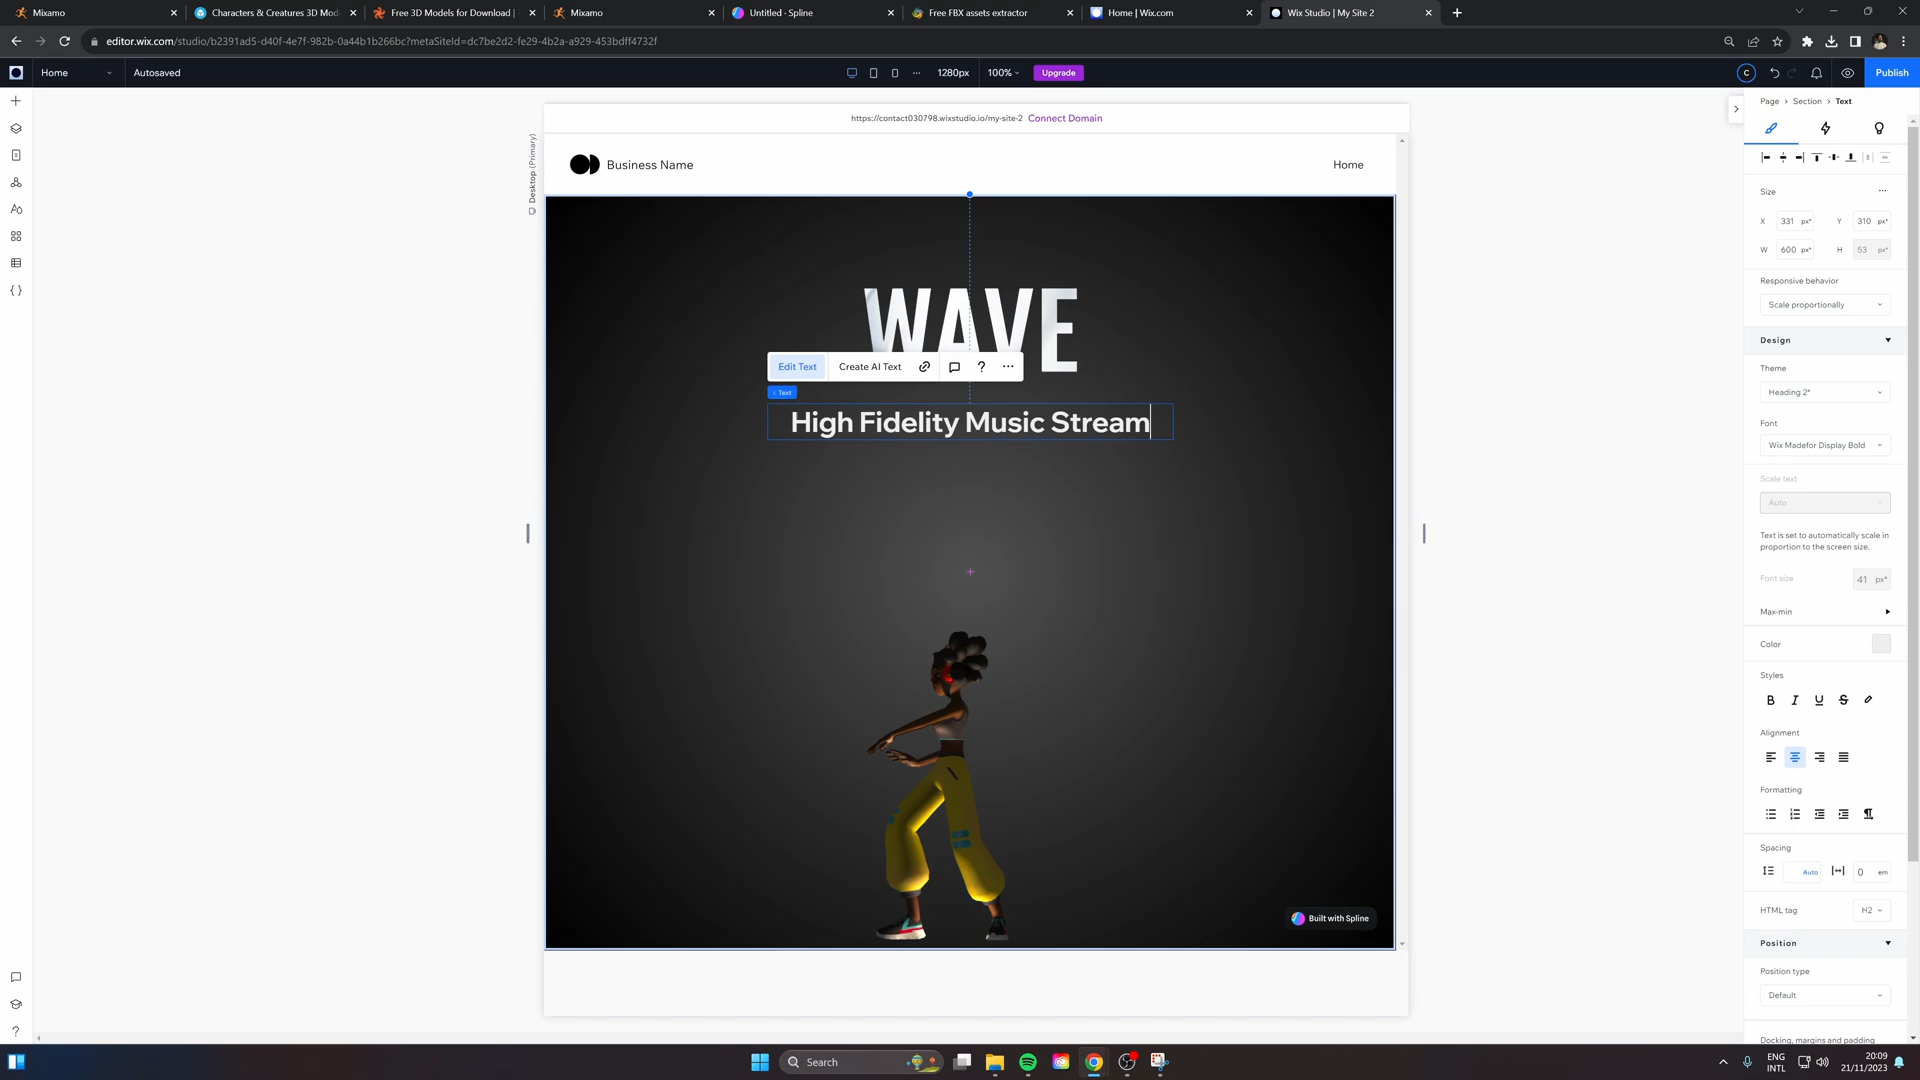 Mixamo
Characters & Creatures 3D Mod
Free 3D Models for Download |
Mixamo
Untitled - Spline
Free FBX assets extractor
Home | Wix.com
Wix Studio | My Site 2
editor.wix.com/studio/b2391ad5-d40f-4e7f-982b-0a44b1b266bc?metaSiteId=dc7be2d2-fe29-4b2a-a929-453bdff4732f
Home
Autosaved
1280px
100%
Upgrade
C
Publish
https://contact030798.wixstudio.io/my-site-2 Connect Domain
Desktop (Primary)
Business Name
Home
WAVE
Edit Text
Create AI Text
?
< Text
High Fidelity Music Stream
Built with Spline
Page > Section > Text
Size
X 331 px* Y 310 px*
W 600 px* H 53 px*
Responsive behavior
Scale proportionally
Design
Theme
Heading 2*
Font
Wix Madefor Display Bold
Scale text
Auto
Text is set to automatically scale in
proportion to the screen size.
Font size 41 px*
Max-min
Color
Styles
B I U S
Alignment
Formatting
Spacing
Auto 0 em
HTML tag H2
Position
Position type
Default
Docking, margins and padding
?
Search
ENG
INTL
20:09
21/11/2023